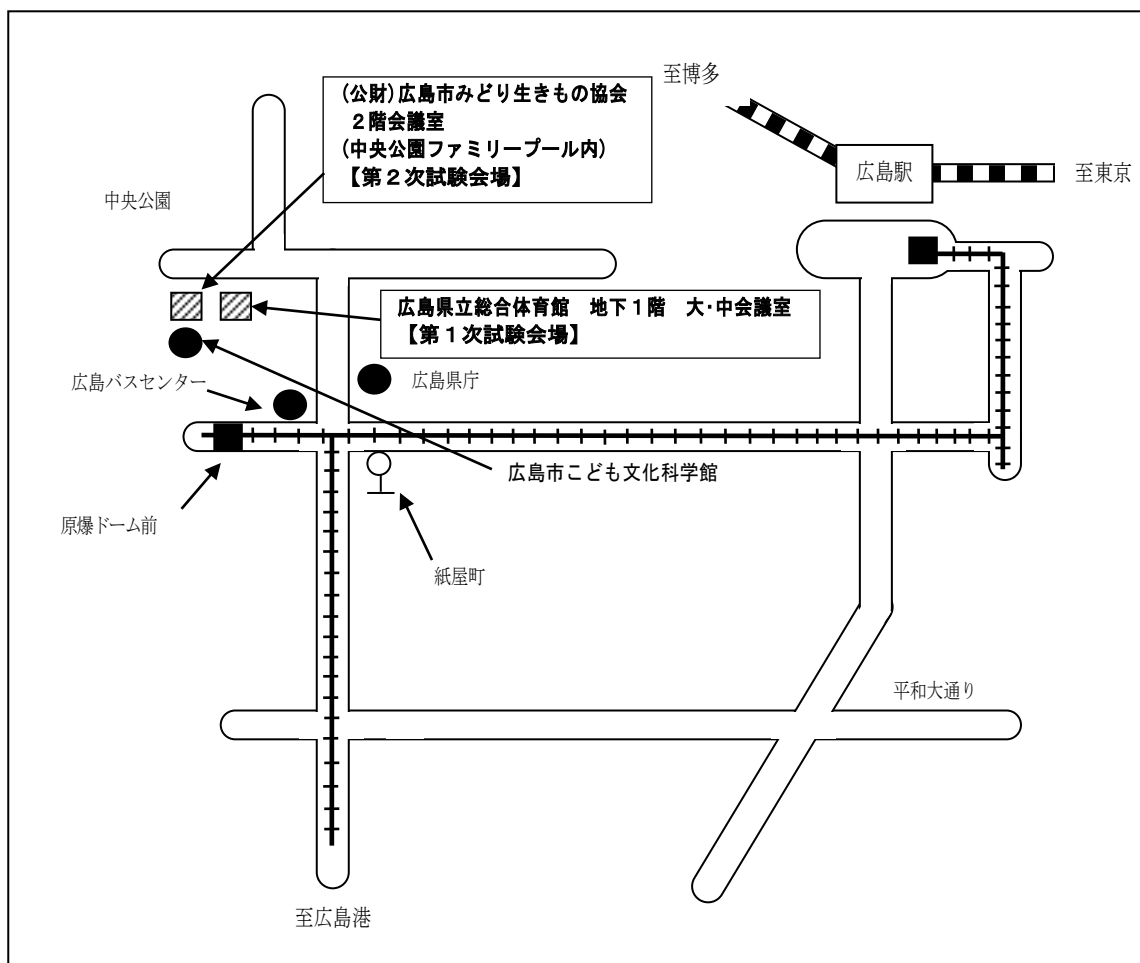 至博多
(公財)広島市みどり生きもの協会
２階会議室
(中央公園ファミリープール内)
【第２次試験会場】
広島駅
至東京
中央公園
広島県立総合体育館　地下１階　大・中会議室
【第１次試験会場】
広島バスセンター
広島県庁
広島市こども文化科学館
原爆ドーム前
紙屋町
平和大通り
至広島港